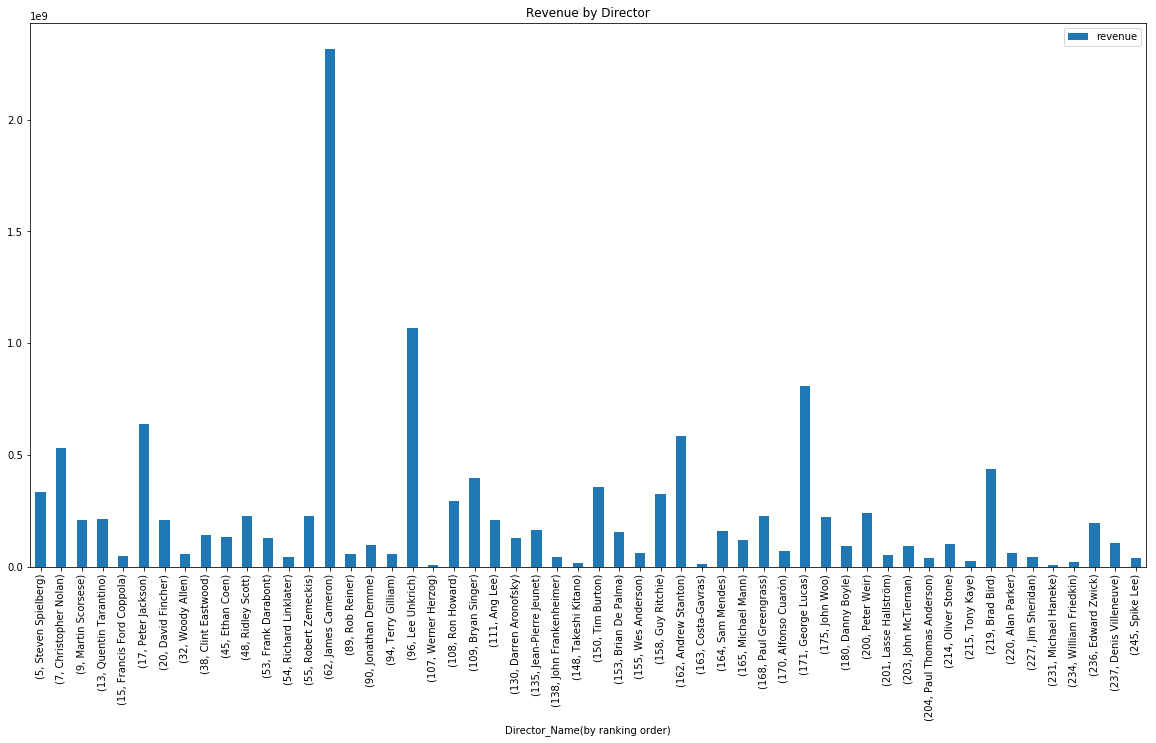 Revenue by Director
1e9
revenue
2.0
1.5
1.0
0.5
0.0
(5, Steven Spielberg)
(7, Christopher Nolan)
(9, Martin Scorsese)
(13, Quentin Tarantino)
(15, Francis Ford Coppola)
(17, Peter Jackson)
(20, David Fincher)
(32, Woody Allen)
(38, Clint Eastwood)
(45, Ethan Coen)
(48, Ridley Scott)
(53, Frank Darabont)
(54, Richard Linklater)
(55, Robert Zemeckis)
(62, James Cameron)
(89, Rob Reiner)
(90, Jonathan Demme)
(94, Terry Gilliam)
(96, Lee Unkrich)
(107, Werner Herzog)
(108, Ron Howard)
(109, Bryan Singer)
(111, Ang Lee)
(130, Darren Aronofsky)
(135, Jean-Pierre Jeunet)
(138, John Frankenheimer)
(148, Takeshi Kitano)
(150, Tim Burton)
(153, Brian De Palma)
(155, Wes Anderson)
(158, Guy Ritchie)
(162, Andrew Stanton)
(163, Costa-Gavras)
(164, Sam Mendes)
(165, Michael Mann)
(168, Paul Greengrass)
(170, Alfonso Cuarón)
(171, George Lucas)
(175, John Woo)
(180, Danny Boyle)
(200, Peter Weir)
(201, Lasse Hallström)
(203, John McTiernan)
(204, Paul Thomas Anderson)
(214, Oliver Stone)
(215, Tony Kaye)
(219, Brad Bird)
(220, Alan Parker)
(227, Jim Sheridan)
(231, Michael Haneke)
(234, William Friedkin)
(236, Edward Zwick)
(237, Denis Villeneuve)
(245, Spike Lee)
Director_Name(by ranking order)